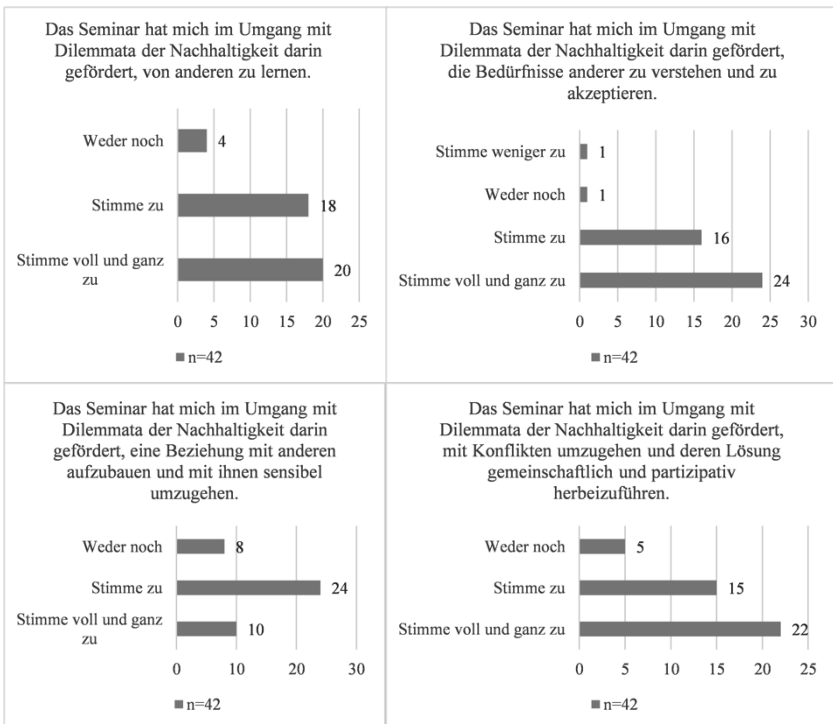 Das Seminar hat mich im Umgang mit
Dilemmata der Nachhaltigkeit darin
gefördert, von anderen zu lernen.
Weder noch
4
Stimme zu
18
Stimme voll und ganz
zu
20
0 5 10 15 20 25
n=42
Das Seminar hat mich im Umgang mit
Dilemmata der Nachhaltigkeit darin gefördert,
die Bedürfnisse anderer zu verstehen und zu
akzeptieren.
Stimme weniger zu
1
Weder noch
1
Stimme zu
16
Stimme voll und ganz zu
24
0 5 10 15 20 25 30
n=42
Das Seminar hat mich im Umgang mit
Dilemmata der Nachhaltigkeit darin
gefördert, eine Beziehung mit anderen
aufzubauen und mit ihnen sensibel
umzugehen.
Weder noch
8
Stimme zu
24
Stimme voll und ganz
zu
10
0 10 20 30
n=42
Das Seminar hat mich im Umgang mit
Dilemmata der Nachhaltigkeit darin gefördert,
mit Konflikten umzugehen und deren Lösung
gemeinschaftlich und partizipativ
herbeizuführen.
Weder noch
5
Stimme zu
15
Stimme voll und ganz zu
22
0 5 10 15 20 25
n=42